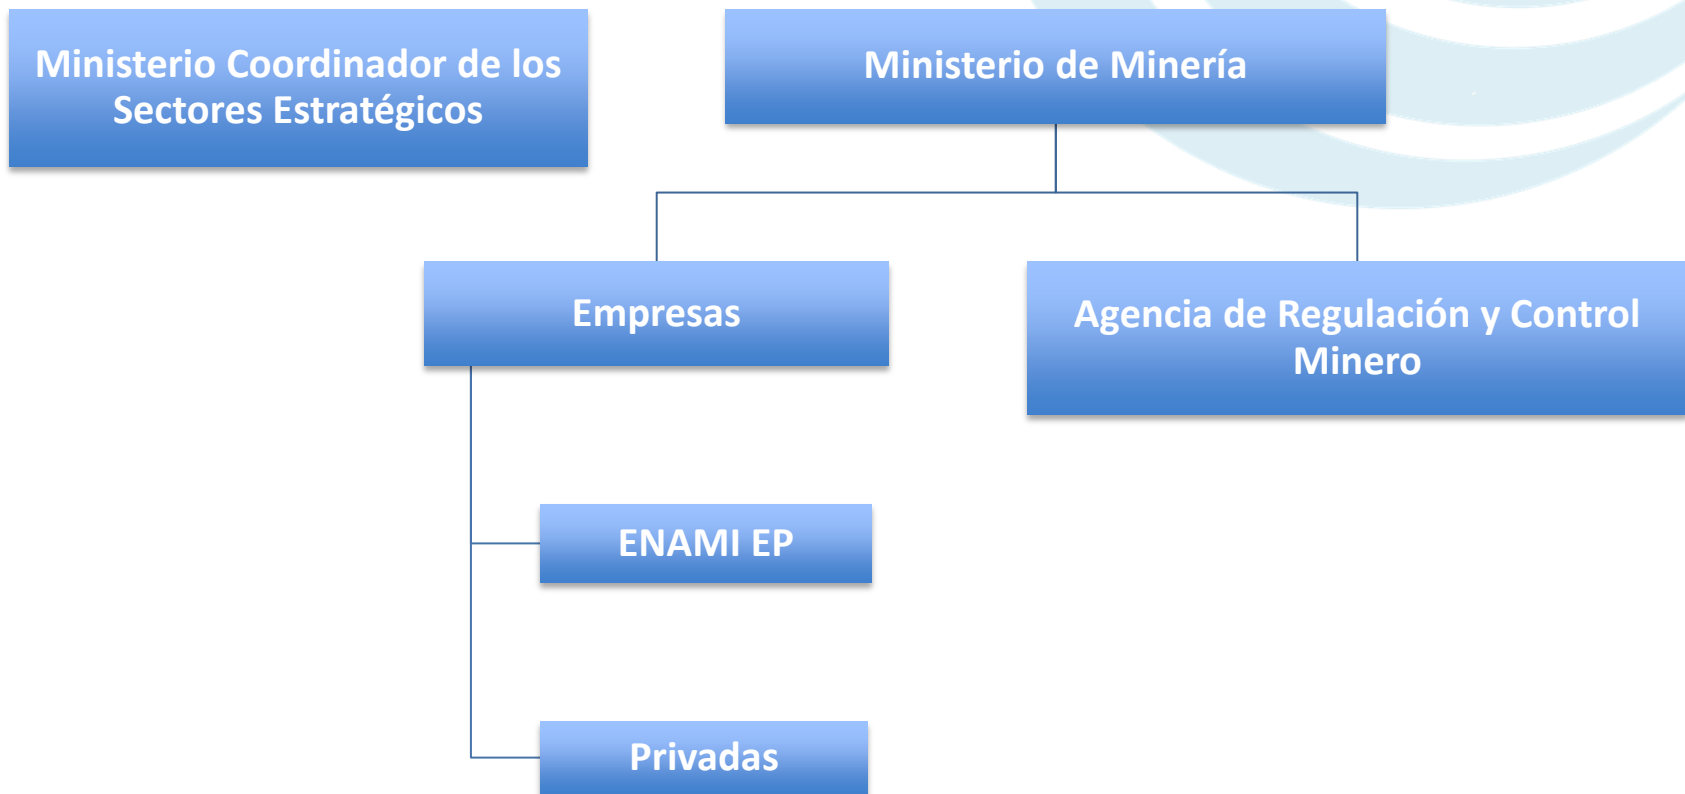 Ministerio Coordinador de los
Sectores Estratégicos
Ministerio de Minería
Empresas
Agencia de Regulación y Control
Minero
ENAMI EP
Privadas